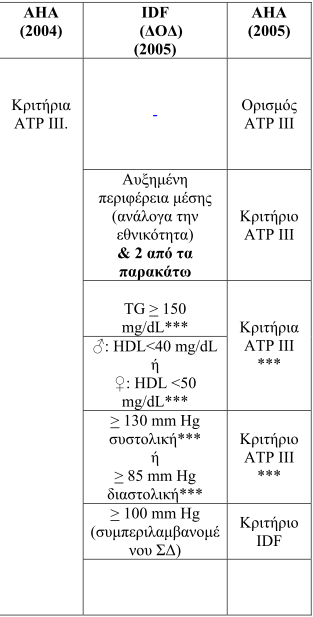 AHA
(2004)
IDF
(ΔΟΔ)
(2005)
AHA
(2005)
Κριτήρια
ATP III.
-
Ορισμός
ATP III
Αυξημένη
περιφέρεια μέσης
(ανάλογα την
εθνικότητα)
& 2 από τα
παρακάτω
Κριτήριο
ATP III
TG ≥ 150
mg/dL***
♂: HDL<40 mg/dL
ή
♀: HDL <50
mg/dL***
Κριτήρια
ATP III
***
≥ 130 mm Hg
συστολική***
ή
≥ 85 mm Hg
διαστολική***
Κριτήριο
ATP III
***
≥ 100 mm Hg
(συμπεριλαμβανομέ
νου ΣΔ)
Κριτήριο
IDF